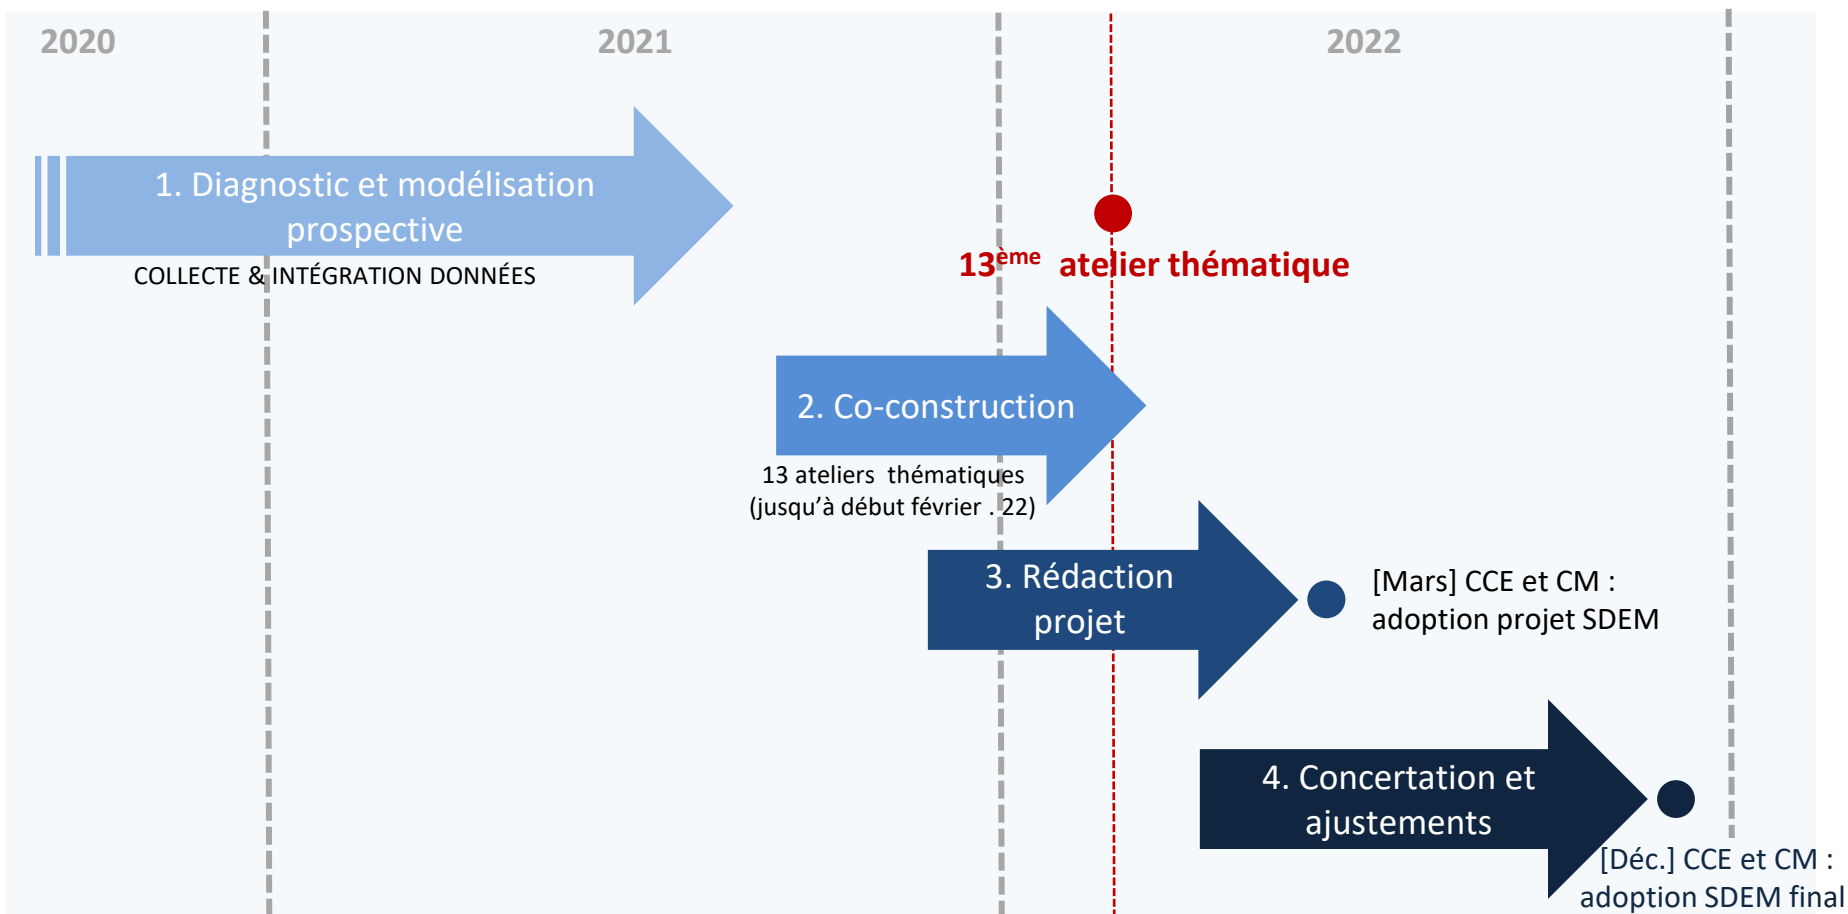 2020
2021
2022
1. Diagnostic et modélisation
prospective
COLLECTE & INTÉGRATION DONNÉES
13ème atelier thématique
2. Co-construction
13 ateliers thématiques
(jusqu’à début février . 22)
3. Rédaction
projet
[Mars] CCE et CM :
adoption projet SDEM
4. Concertation et
ajustements
[Déc.] CCE et CM :
adoption SDEM final